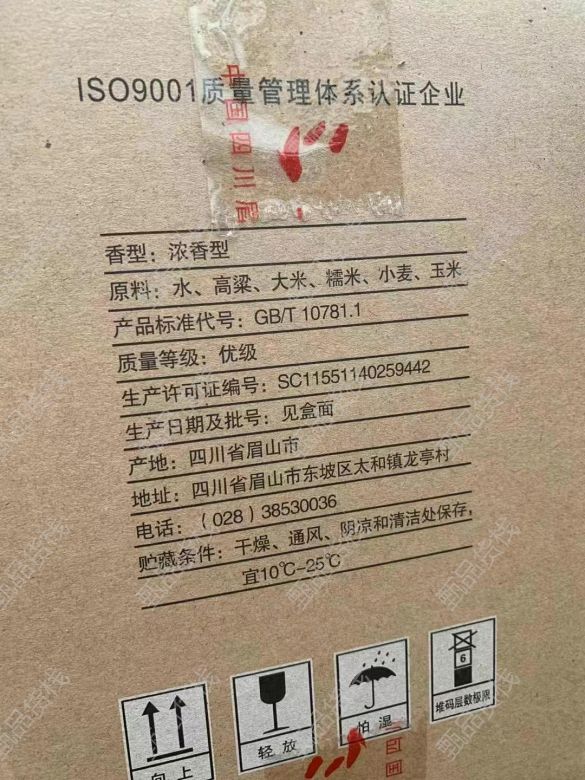 ISO9001质量管理体系认证企业
中国四川眉
香型：浓香型
原料：水、高粱、大米、糯米、小麦、玉米
产品标准代号：GB/T 10781.1
质量等级：优级
生产许可证编号：SC11551140259442
生产日期及批号：见盒面
产地：四川省眉山市
地址：四川省眉山市东坡区太和镇龙亭村
电话：（028）38530036
贮藏条件：干燥、通风、阴凉和清洁处保存，
宜10℃-25℃
6
向上
轻放
怕湿
堆码层数极限
四国